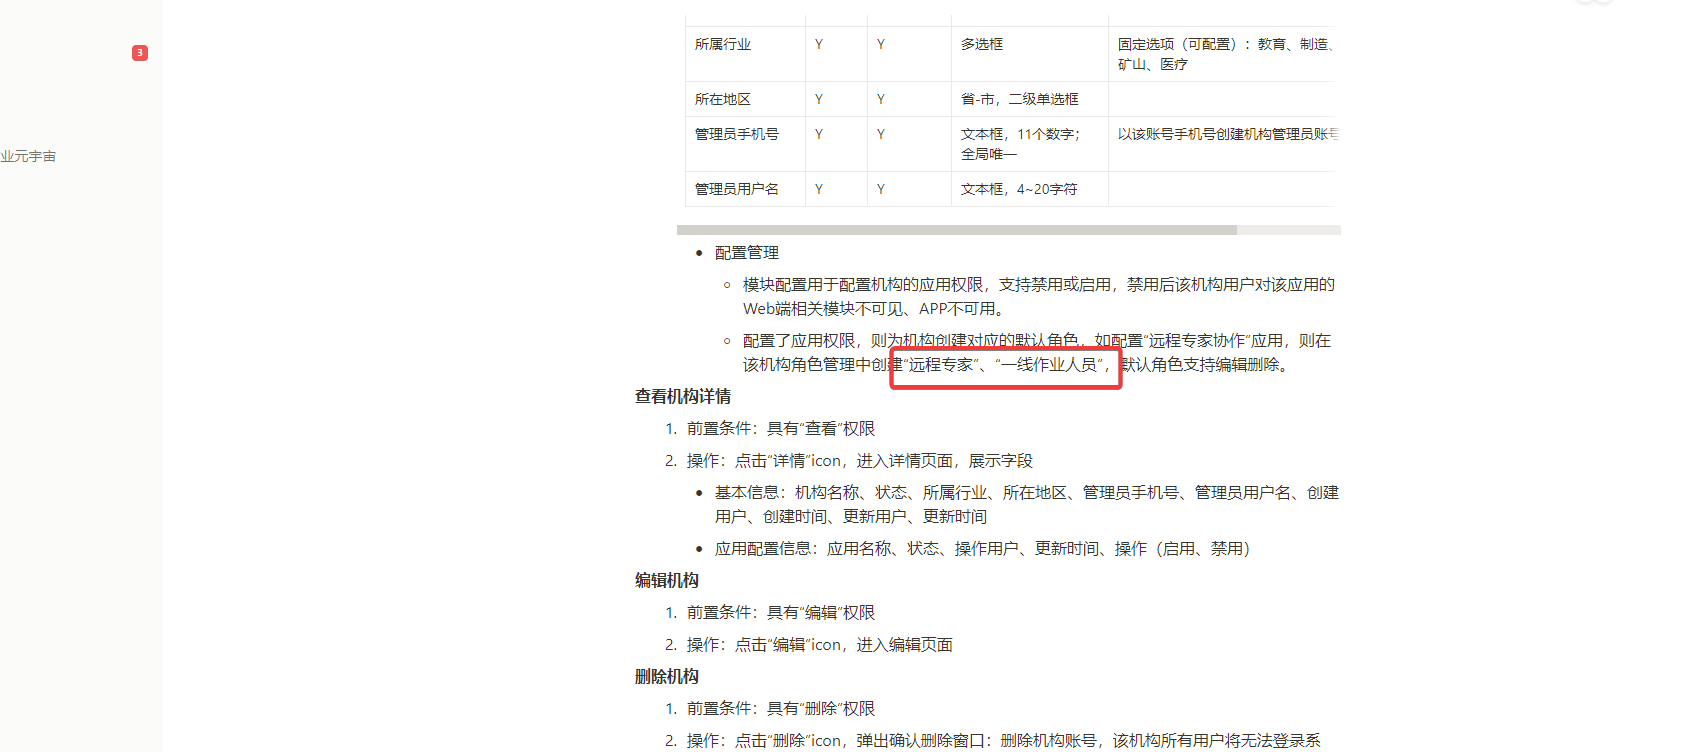 3
业元宇宙
所属行业 Y Y 多选框 固定选项（可配置）：教育、制造、
矿山、医疗
所在地区 Y Y 省-市，二级单选框
管理员手机号 Y Y 文本框，11个数字； 以该账号手机号创建机构管理员账号
全局唯一
管理员用户名 Y Y 文本框，4~20字符
• 配置管理
○ 模块配置用于配置机构的应用权限，支持禁用或启用，禁用后该机构用户对该应用的
Web端相关模块不可见、APP不可用。
○ 配置了应用权限，则为机构创建对应的默认角色，如配置“远程专家协作”应用，则在
该机构角色管理中创建“远程专家”、“一线作业人员”，默认角色支持编辑删除。
查看机构详情
1. 前置条件：具有“查看”权限
2. 操作：点击“详情”icon，进入详情页面，展示字段
• 基本信息：机构名称、状态、所属行业、所在地区、管理员手机号、管理员用户名、创建
用户、创建时间、更新用户、更新时间
• 应用配置信息：应用名称、状态、操作用户、更新时间、操作（启用、禁用）
编辑机构
1. 前置条件：具有“编辑”权限
2. 操作：点击“编辑”icon，进入编辑页面
删除机构
1. 前置条件：具有“删除”权限
2. 操作：点击“删除”icon，弹出确认删除窗口：删除机构账号，该机构所有用户将无法登录系